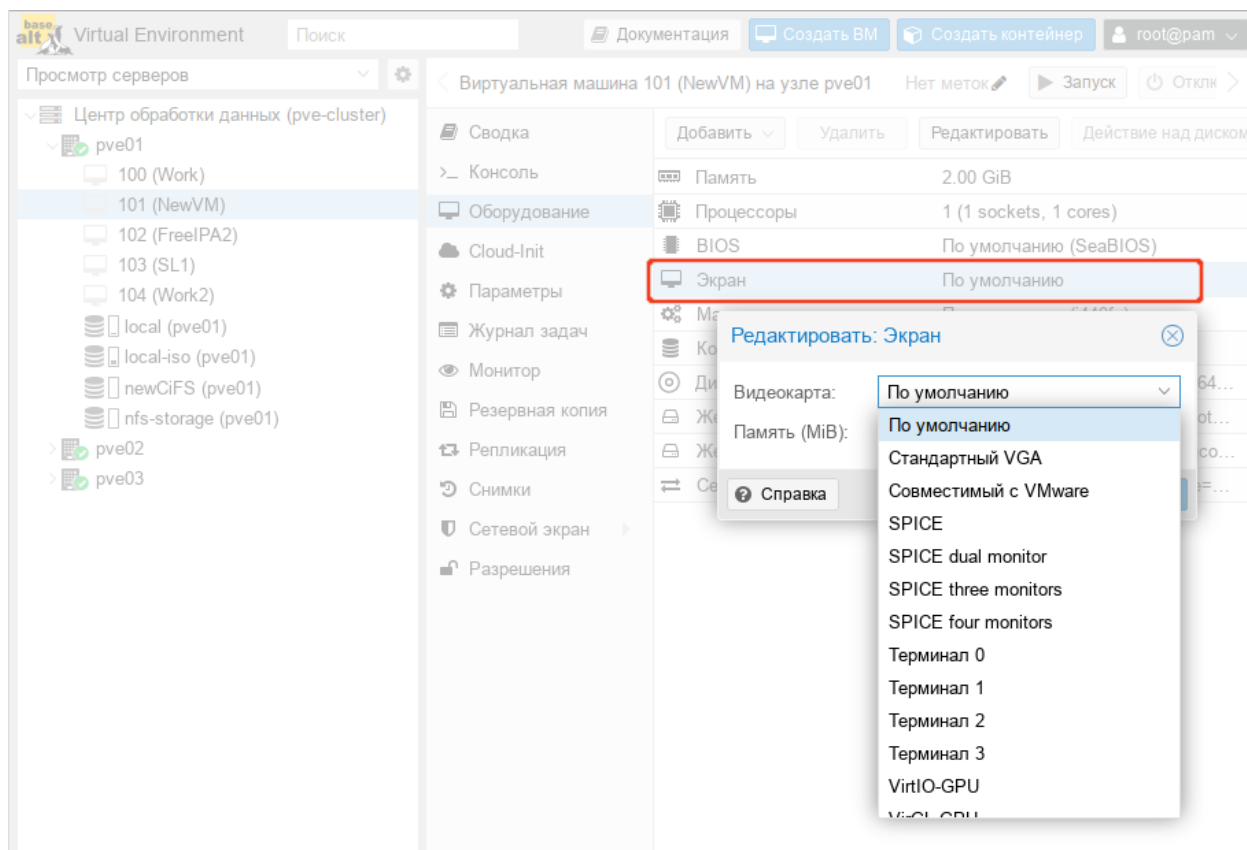 base
alt
Virtual Environment
Поиск
Документация
Создать ВМ
Создать контейнер
root@pam
Просмотр серверов
Виртуальная машина 101 (NewVM) на узле pve01
Нет меток
Запуск
Центр обработки данных (pve-cluster)
pve01
100 (Work)
101 (NewVM)
102 (FreeIPA2)
103 (SL1)
104 (Work2)
local (pve01)
local-iso (pve01)
newCiFS (pve01)
nfs-storage (pve01)
pve02
pve03
Сводка
>_ Консоль
Оборудование
Cloud-Init
Параметры
Журнал задач
Монитор
Резервная копия
Репликация
Снимки
Сетевой экран
Разрешения
Добавить
Удалить
Редактировать
Действие над диском
Память 2.00 GiB
Процессоры 1 (1 sockets, 1 cores)
BIOS По умолчанию (SeaBIOS)
Экран По умолчанию
Редактировать: Экран
Видеокарта: По умолчанию
Память (MiB):
Справка
По умолчанию
Стандартный VGA
Совместимый с VMware
SPICE
SPICE dual monitor
SPICE three monitors
SPICE four monitors
Терминал 0
Терминал 1
Терминал 2
Терминал 3
VirtIO-GPU